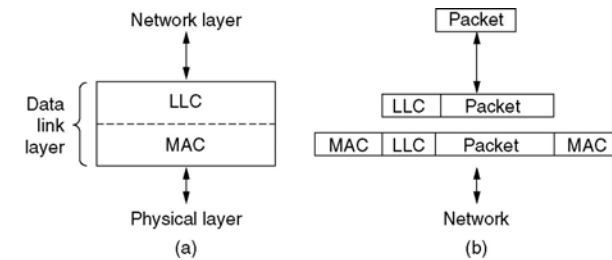 Network layer
Data
link
layer
LLC
MAC
Physical layer
(a)
Packet
LLC Packet
MAC LLC Packet MAC
Network
(b)